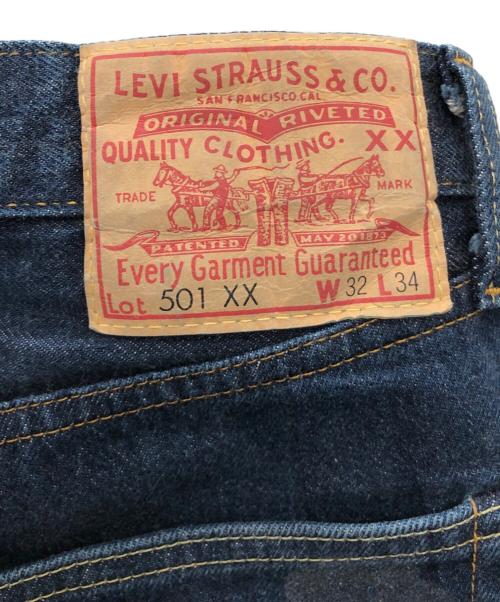 LEVI STRAUSS & CO.
SAN FRANCISCO.CAL.
ORIGINAL RIVETED
QUALITY CLOTHING. XX
TRADE MARK
PATENTED MAY 20 1873
Every Garment Guaranteed
Lot 501 XX W 32 L 34